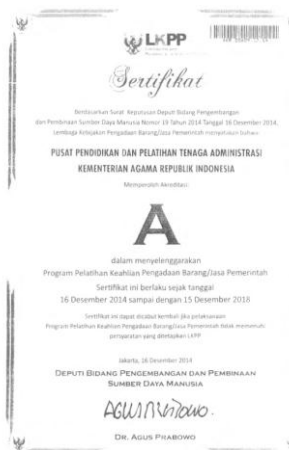 LKPP
Sertifikat
Berdasarkan Surat Keputusan Deputi Bidang Pengembangan
dan Pembinaan Sumber Daya Manusia Nomor 19 Tahun 2014 Tanggal 16 Desember 2014,
Lembaga Kebijakan Pengadaan Barang/Jasa Pemerintah menyatakan bahwa:
PUSAT PENDIDIKAN DAN PELATIHAN TENAGA ADMINISTRASI
KEMENTERIAN AGAMA REPUBLIK INDONESIA
Memperoleh Akreditasi:
A
dalam menyelenggarakan
Program Pelatihan Keahlian Pengadaan Barang/Jasa Pemerintah
Sertifikat ini berlaku sejak tanggal
16 Desember 2014 sampai dengan 15 Desember 2016
Sertifikat ini dapat dicabut kembali jika pelaksanaan
Program Pelatihan Keahlian Pengadaan Barang/Jasa Pemerintah tidak memenuhi
persyaratan yang ditetapkan LKPP
Jakarta, 16 Desember 2014
DEPUTI BIDANG PENGEMBANGAN DAN PEMBINAAN
SUMBER DAYA MANUSIA
DR. AGUS PRABOWO